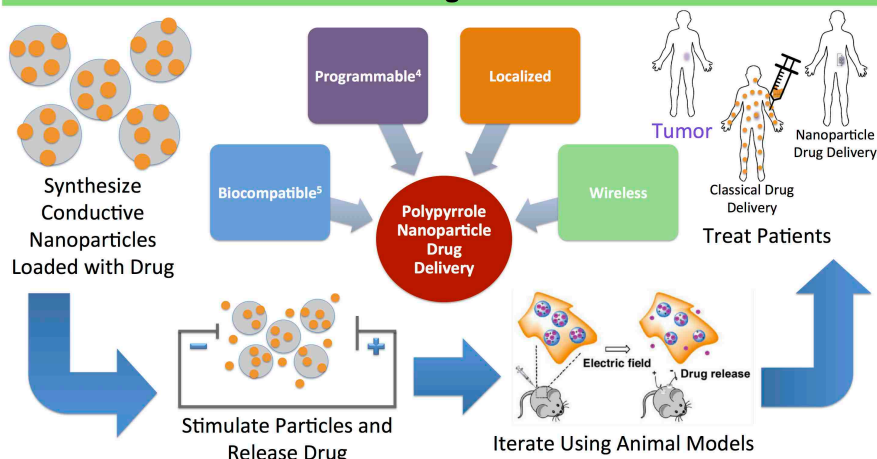 Programmable⁴
Localized
Biocompatible⁵
Wireless
Polypyrrole
Nanoparticle
Drug
Delivery
Synthesize
Conductive
Nanoparticles
Loaded with Drug
Tumor
Classical Drug
Delivery
Nanoparticle
Drug Delivery
Treat Patients
-
+
Stimulate Particles and
Release Drug
Electric field
+ -
Drug release
Iterate Using Animal Models